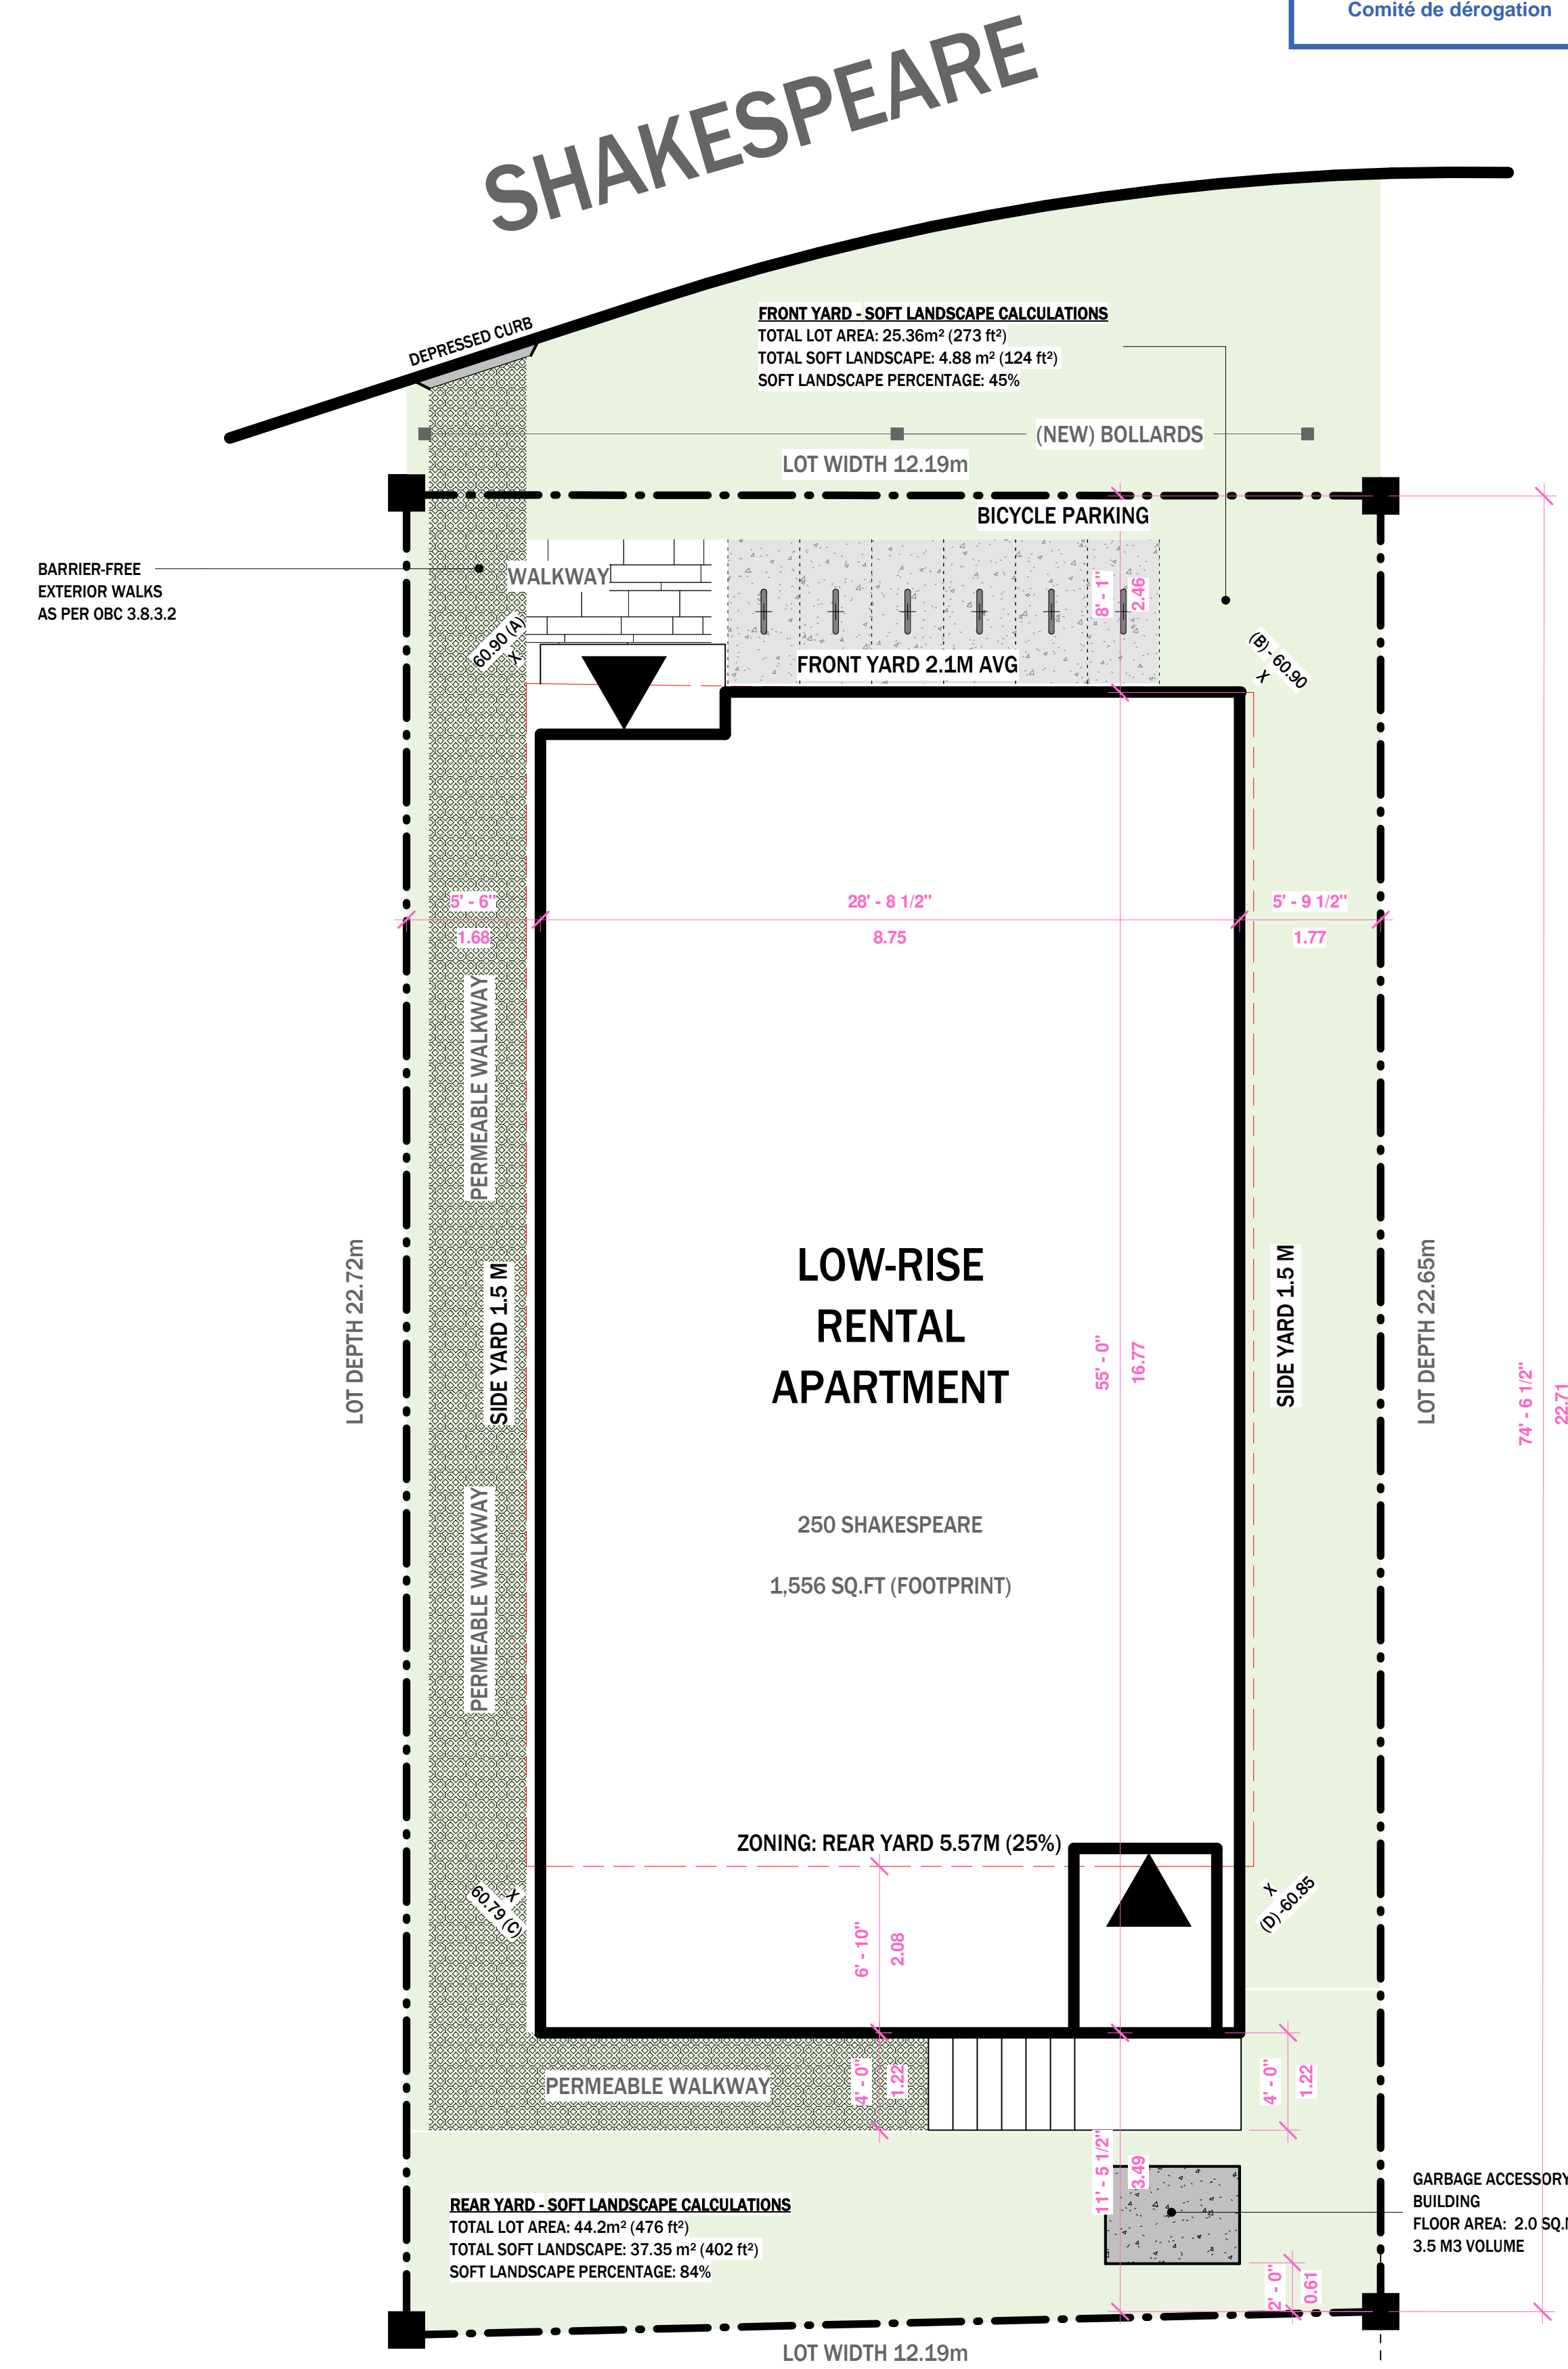 Comité de dérogation
SHAKESPEARE
DEPRESSED CURB
FRONT YARD - SOFT LANDSCAPE CALCULATIONS
TOTAL LOT AREA: 25.36m² (273 ft²)
TOTAL SOFT LANDSCAPE: 4.88 m² (124 ft²)
SOFT LANDSCAPE PERCENTAGE: 45%
(NEW) BOLLARDS
LOT WIDTH 12.19m
BICYCLE PARKING
BARRIER-FREE
EXTERIOR WALKS
AS PER OBC 3.8.3.2
WALKWAY
8' - 1"
2.46
60.90 (A)
X
FRONT YARD 2.1M AVG
(B) - 60.90
X
5' - 6"
1.68
28' - 8 1/2"
8.75
5' - 9 1/2"
1.77
PERMEABLE WALKWAY
LOT DEPTH 22.72m
SIDE YARD 1.5 M
LOW-RISE
RENTAL
APARTMENT
55' - 0"
16.77
SIDE YARD 1.5 M
LOT DEPTH 22.65m
74' - 6 1/2"
22.71
250 SHAKESPEARE
1,556 SQ.FT (FOOTPRINT)
PERMEABLE WALKWAY
ZONING: REAR YARD 5.57M (25%)
X
60.79 (C)
6' - 10"
2.08
X
(D) -60.85
PERMEABLE WALKWAY
4' - 0"
1.22
4' - 0"
1.22
11' - 5 1/2"
3.49
REAR YARD - SOFT LANDSCAPE CALCULATIONS
TOTAL LOT AREA: 44.2m² (476 ft²)
TOTAL SOFT LANDSCAPE: 37.35 m² (402 ft²)
SOFT LANDSCAPE PERCENTAGE: 84%
GARBAGE ACCESSORY
BUILDING
FLOOR AREA: 2.0 SQ.
3.5 M3 VOLUME
2' - 0"
0.61
LOT WIDTH 12.19m